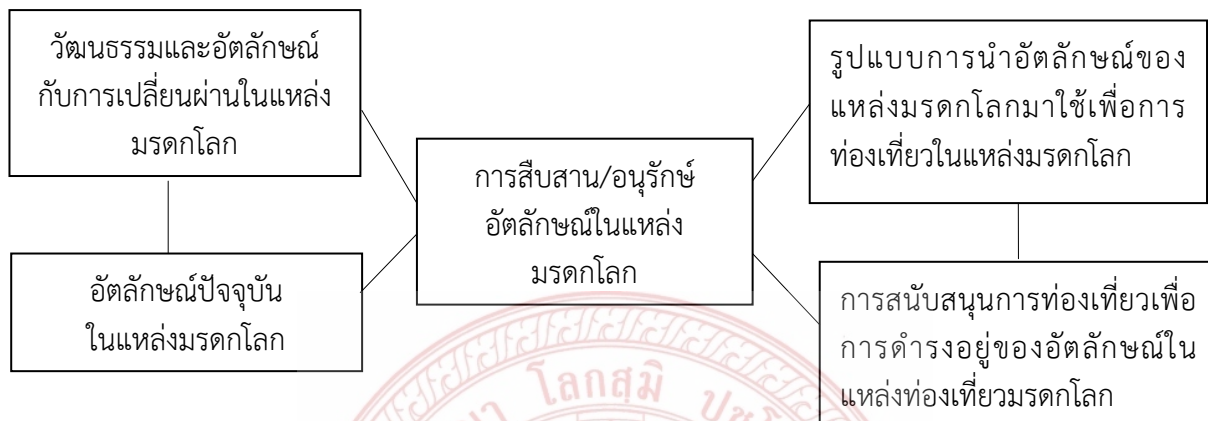 วัฒนธรรมและอัตลักษณ์
กับการเปลี่ยนผ่านในแหล่ง
มรดกโลก
อัตลักษณ์ปัจจุบัน
ในแหล่งมรดกโลก
การสืบสาน/อนุรักษ์
อัตลักษณ์ในแหล่ง
มรดกโลก
รูปแบบการนำอัตลักษณ์ของ
แหล่งมรดกโลกมาใช้เพื่อการ
ท่องเที่ยวในแหล่งมรดกโลก
การสนับสนุนการท่องเที่ยวเพื่อ
การดำรงอยู่ของอัตลักษณ์ใน
แหล่งท่องเที่ยวมรดกโลก
โลกสฺมิ